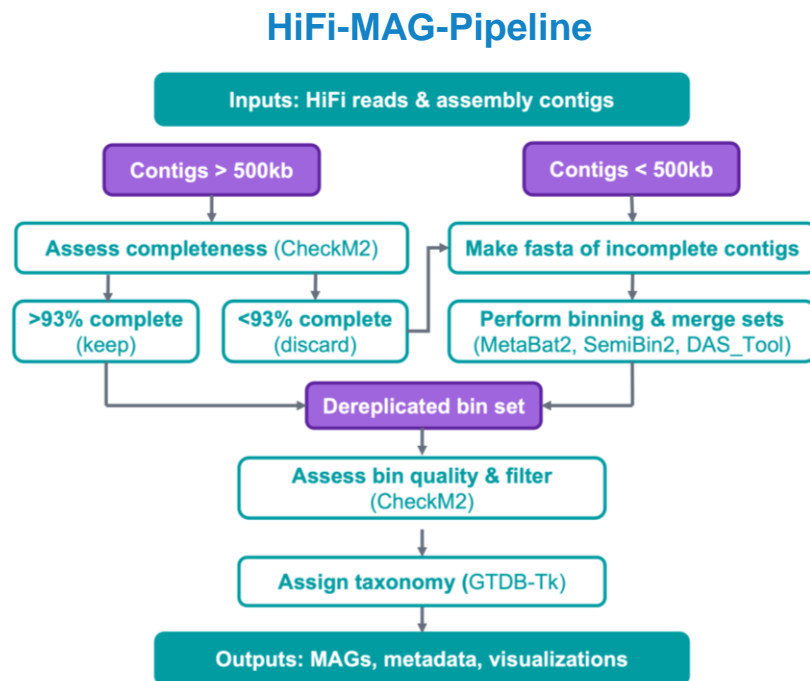 HiFi-MAG-Pipeline
Inputs: HiFi reads & assembly contigs
Contigs > 500kb
Contigs < 500kb
Assess completeness (CheckM2)
Make fasta of incomplete contigs
>93% complete
(keep)
<93% complete
(discard)
Perform binning & merge sets
(MetaBat2, SemiBin2, DAS_Tool)
Dereplicated bin set
Assess bin quality & filter
(CheckM2)
Assign taxonomy (GTDB-Tk)
Outputs: MAGs, metadata, visualizations